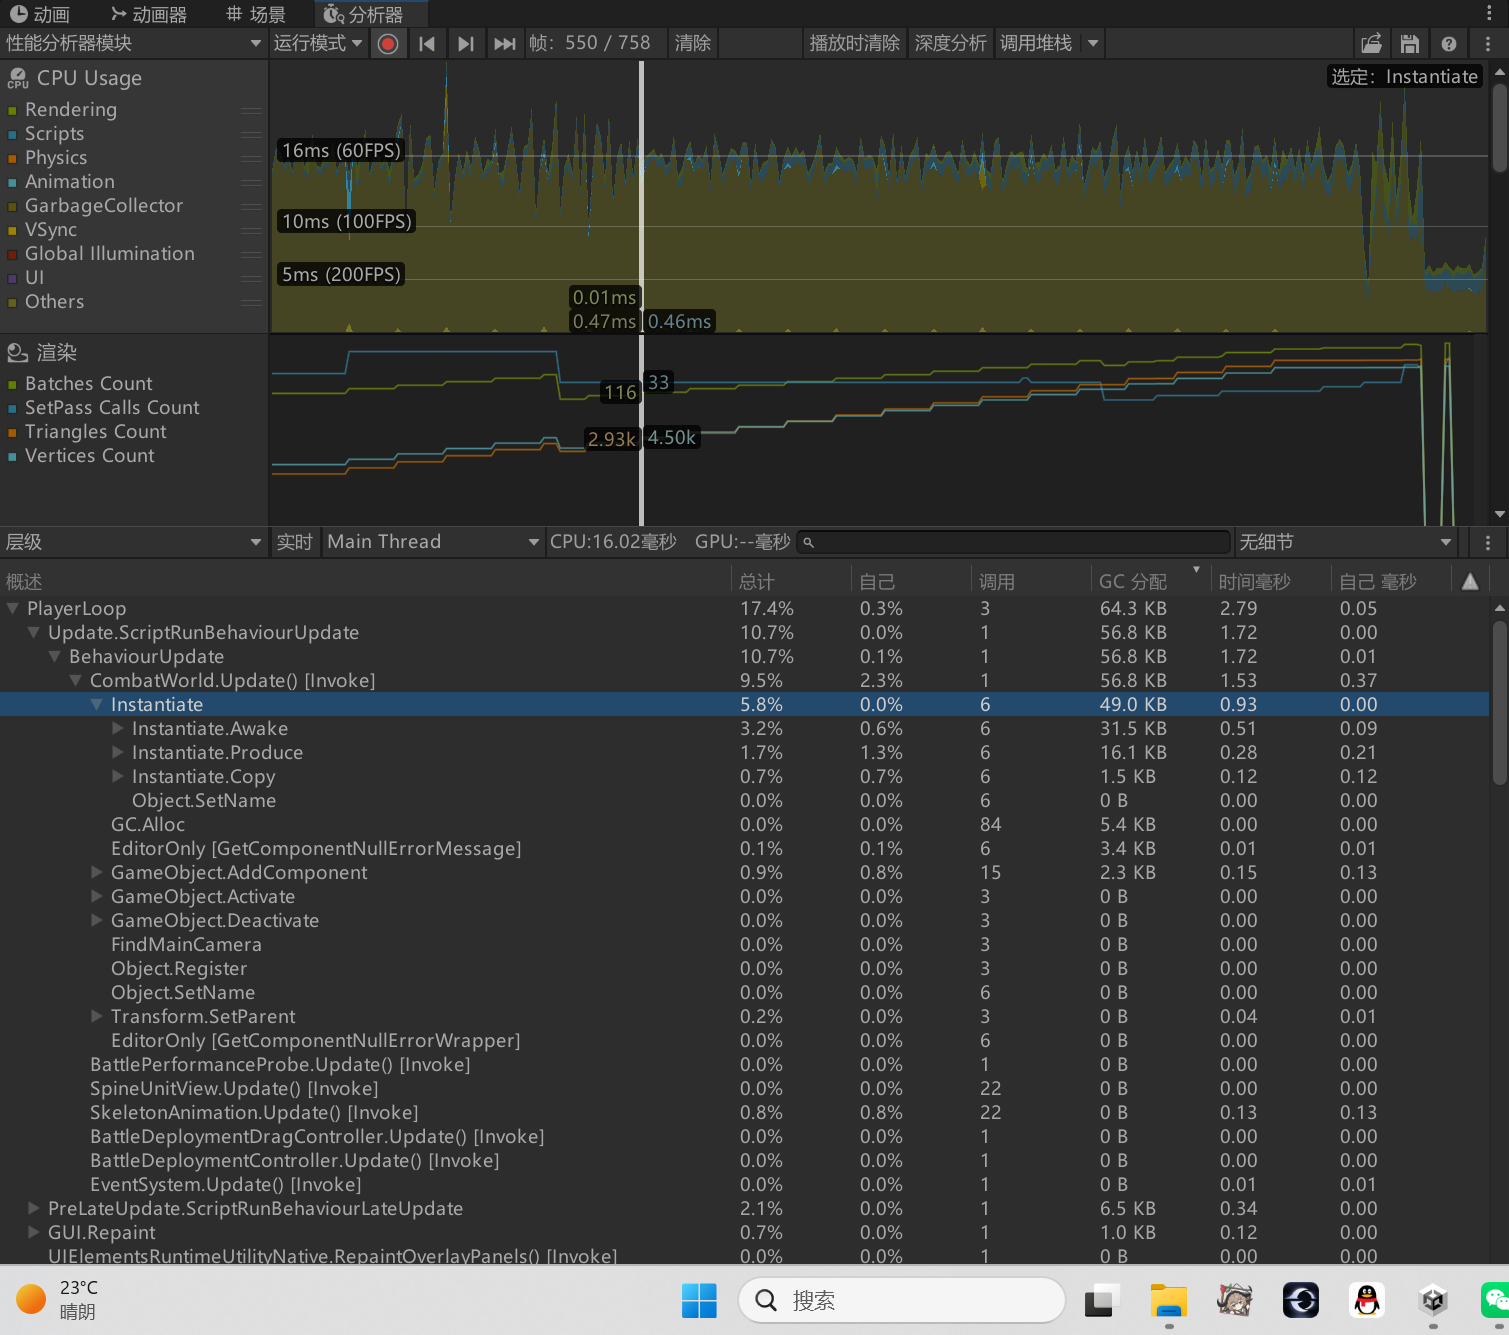 动画 动画器 场景 分析器
性能分析器模块 运行模式 帧: 550 / 758 清除 播放时清除 深度分析 调用堆栈
CPU Usage
选定: Instantiate
Rendering
Scripts
Physics
Animation
GarbageCollector
VSync
Global Illumination
UI
Others
16ms (60FPS)
10ms (100FPS)
5ms (200FPS)
0.01ms
0.47ms 0.46ms
渲染
Batches Count
SetPass Calls Count
Triangles Count
Vertices Count
116 33
2.93k 4.50k
层级 实时 Main Thread CPU:16.02毫秒 GPU:--毫秒 无细节
概述 总计 自己 调用 GC 分配 时间毫秒 自己 毫秒
PlayerLoop 17.4% 0.3% 3 64.3 KB 2.79 0.05
Update.ScriptRunBehaviourUpdate 10.7% 0.0% 1 56.8 KB 1.72 0.00
BehaviourUpdate 10.7% 0.1% 1 56.8 KB 1.72 0.01
CombatWorld.Update() [Invoke] 9.5% 2.3% 1 56.8 KB 1.53 0.37
Instantiate 5.8% 0.0% 6 49.0 KB 0.93 0.00
Instantiate.Awake 3.2% 0.6% 6 31.5 KB 0.51 0.09
Instantiate.Produce 1.7% 1.3% 6 16.1 KB 0.28 0.21
Instantiate.Copy 0.7% 0.7% 6 1.5 KB 0.12 0.12
Object.SetName 0.0% 0.0% 6 0 B 0.00 0.00
GC.Alloc 0.0% 0.0% 84 5.4 KB 0.00 0.00
EditorOnly [GetComponentNullErrorMessage] 0.1% 0.1% 6 3.4 KB 0.01 0.01
GameObject.AddComponent 0.9% 0.8% 15 2.3 KB 0.15 0.13
GameObject.Activate 0.0% 0.0% 3 0 B 0.00 0.00
GameObject.Deactivate 0.0% 0.0% 3 0 B 0.00 0.00
FindMainCamera 0.0% 0.0% 3 0 B 0.00 0.00
Object.Register 0.0% 0.0% 3 0 B 0.00 0.00
Object.SetName 0.0% 0.0% 6 0 B 0.00 0.00
Transform.SetParent 0.2% 0.0% 3 0 B 0.04 0.01
EditorOnly [GetComponentNullErrorWrapper] 0.0% 0.0% 6 0 B 0.00 0.00
BattlePerformanceProbe.Update() [Invoke] 0.0% 0.0% 1 0 B 0.00 0.00
SpineUnitView.Update() [Invoke] 0.0% 0.0% 22 0 B 0.00 0.00
SkeletonAnimation.Update() [Invoke] 0.8% 0.8% 22 0 B 0.13 0.13
BattleDeploymentDragController.Update() [Invoke] 0.0% 0.0% 1 0 B 0.00 0.00
BattleDeploymentController.Update() [Invoke] 0.0% 0.0% 1 0 B 0.00 0.00
EventSystem.Update() [Invoke] 0.0% 0.0% 1 0 B 0.01 0.01
PreLateUpdate.ScriptRunBehaviourLateUpdate 2.1% 0.0% 1 6.5 KB 0.34 0.00
GUI.Repaint 0.7% 0.0% 1 1.0 KB 0.12 0.00
UIElementsRuntimeUtilityNative.RepaintOverlayPanels() [Invoke] 0.0% 0.0% 1 0 B 0.00 0.00
23°C
晴朗
搜索